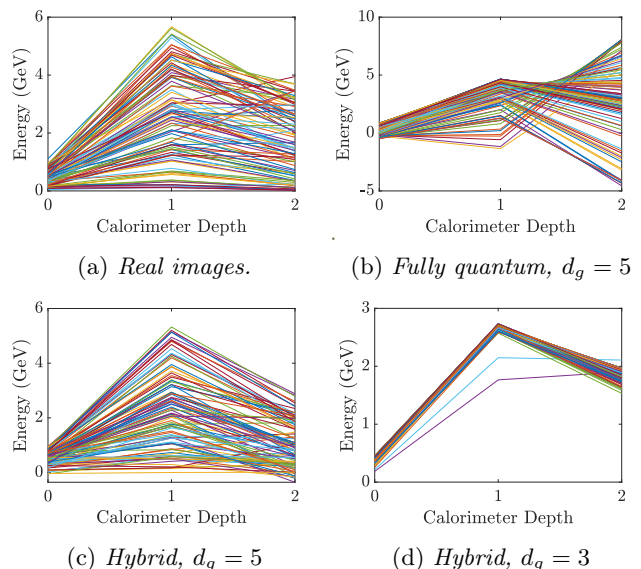 6
4
2
0
Energy (GeV)
0 1 2
Calorimeter Depth
(a) Real images.
10
5
0
-5
Energy (GeV)
0 1 2
Calorimeter Depth
(b) Fully quantum, d_g = 5
6
4
2
0
Energy (GeV)
0 1 2
Calorimeter Depth
(c) Hybrid, d_g = 5
3
2
1
0
Energy (GeV)
0 1 2
Calorimeter Depth
(d) Hybrid, d_g = 3